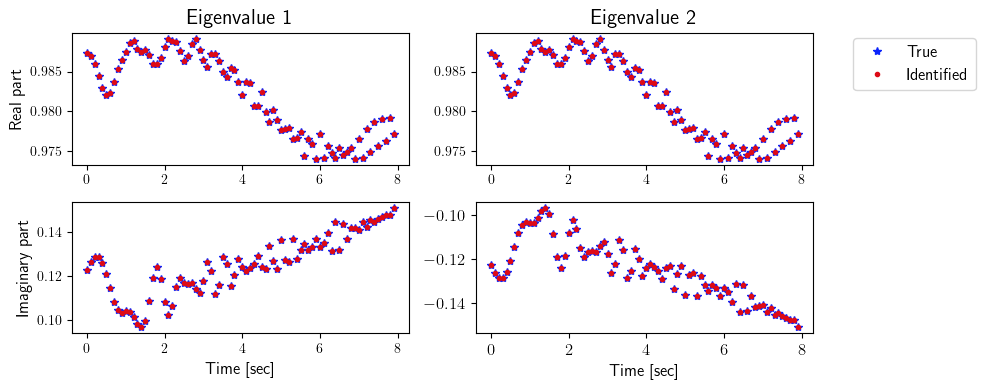 Eigenvalue 1
Eigenvalue 2
True
Identified
Real part
0.985
0.980
0.975
0 2 4 6 8
0 2 4 6 8
Imaginary part
0.14
0.12
0.10
−0.10
−0.12
−0.14
0 2 4 6 8
0 2 4 6 8
Time [sec]
Time [sec]
0.985
0.980
0.975